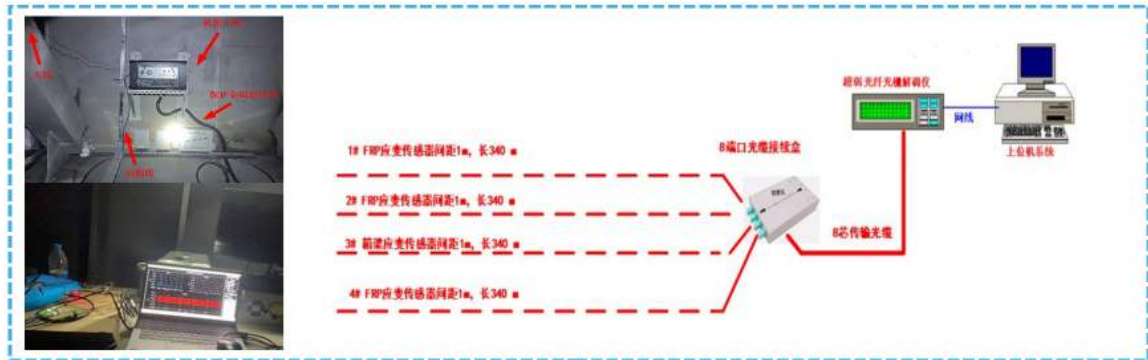 1# FRP应变传感器间距1m, 长340 m
2# FRP应变传感器间距1m, 长340 m
3# 箱梁应变传感器间距1m, 长340 m
4# FRP应变传感器间距1m, 长340 m
8端口光缆接续盒
8芯传输光缆
超弱光纤光栅解调仪
网线
上位机系统